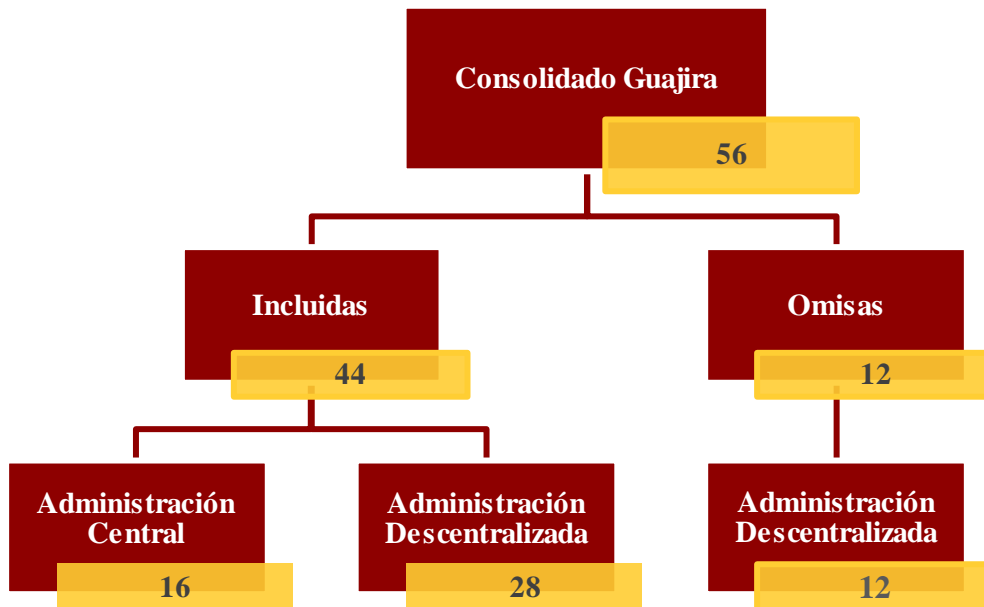 Consolidado Guajira
56
Incluidas
44
Omisas
12
Administración
Central
16
Administración
Descentralizada
28
Administración
Descentralizada
12